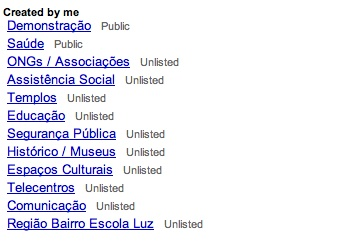 Created by me
Demonstração Public
Saúde Public
ONGs / Associações Unlisted
Assistência Social Unlisted
Templos Unlisted
Educação Unlisted
Segurança Pública Unlisted
Histórico / Museus Unlisted
Espaços Culturais Unlisted
Telecentros Unlisted
Comunicação Unlisted
Região Bairro Escola Luz Unlisted